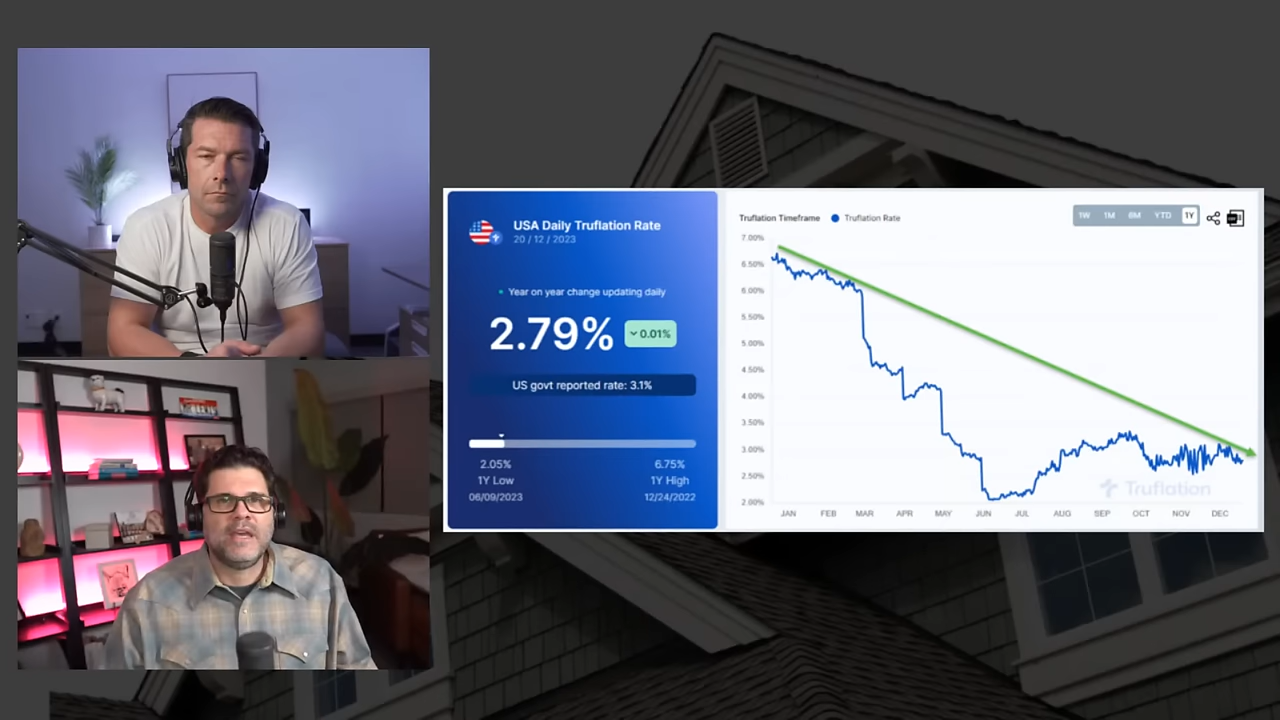 USA Daily Truflation Rate
20 / 12 / 2023
Year on year change updating daily
2.79%
0.01%
US govt reported rate: 3.1%
2.05%
6.75%
1Y Low
1Y High
06/09/2023
12/24/2022
Truflation Timeframe
Truflation Rate
1W
1M
6M
YTD
1Y
7.00%
6.50%
6.00%
5.50%
5.00%
4.50%
4.00%
3.50%
3.00%
2.50%
2.00%
Truflation
JAN FEB MAR APR MAY JUN JUL AUG SEP OCT NOV DEC